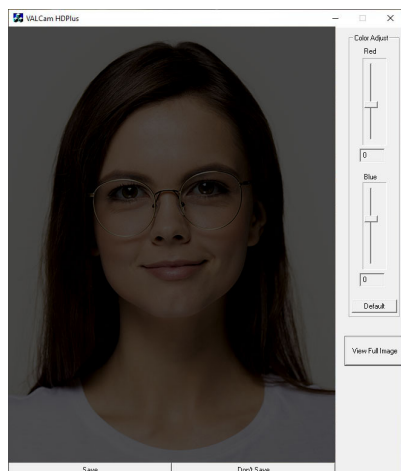 VALCam HDPlus
Color Adjust
Red
0
Blue
0
Default
View Full Image
Save
Don't Save